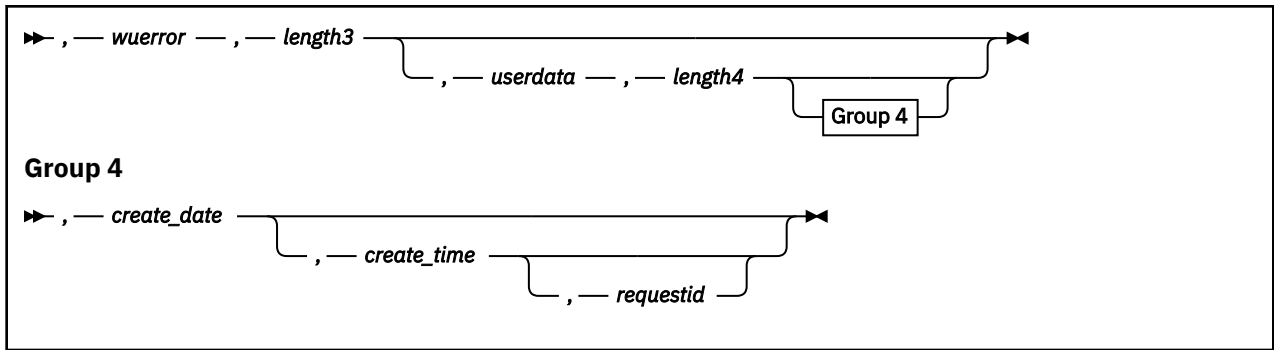 , wuerror , length3
, userdata , length4
Group 4
Group 4
, create_date
, create_time
, requestid